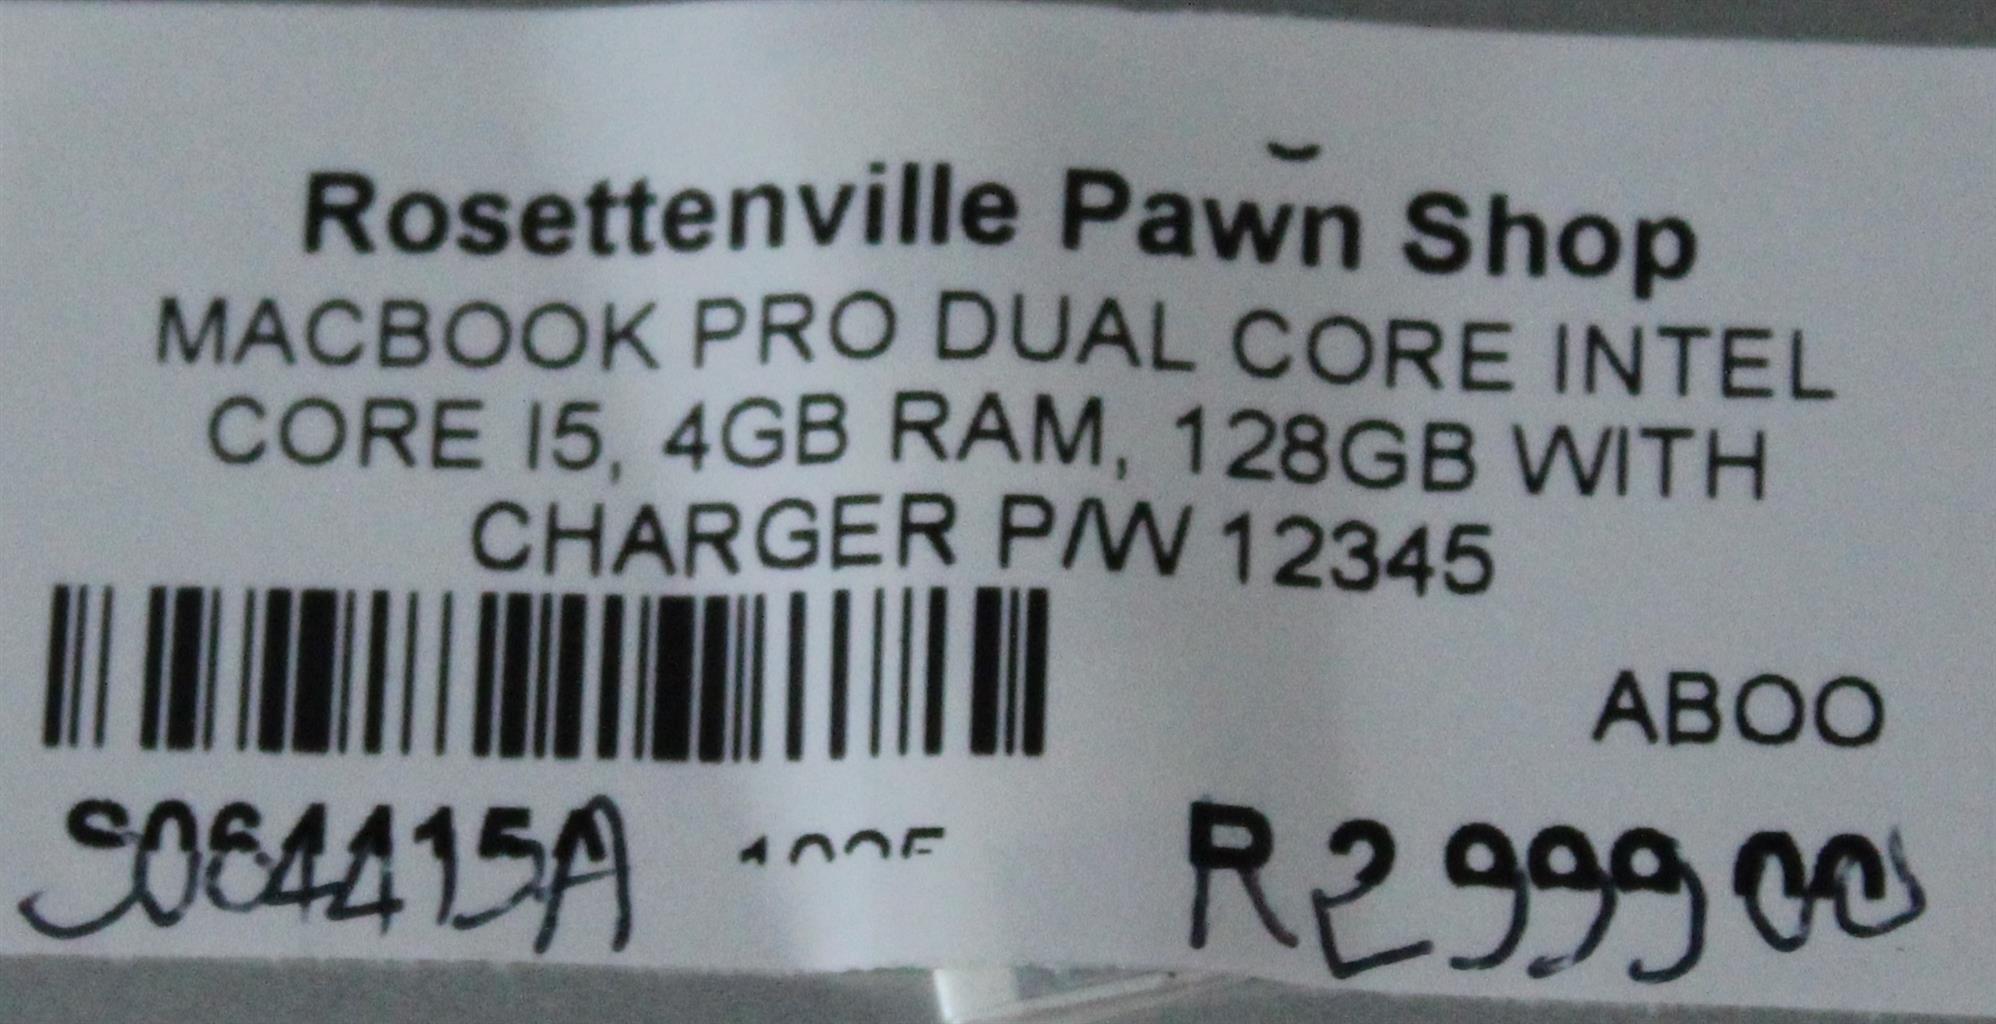 Rosettenville Pawn Shop
MACBOOK PRO DUAL CORE INTEL
CORE I5, 4GB RAM, 128GB WITH
CHARGER P/W 12345
ABOO
S064415A R2999 00